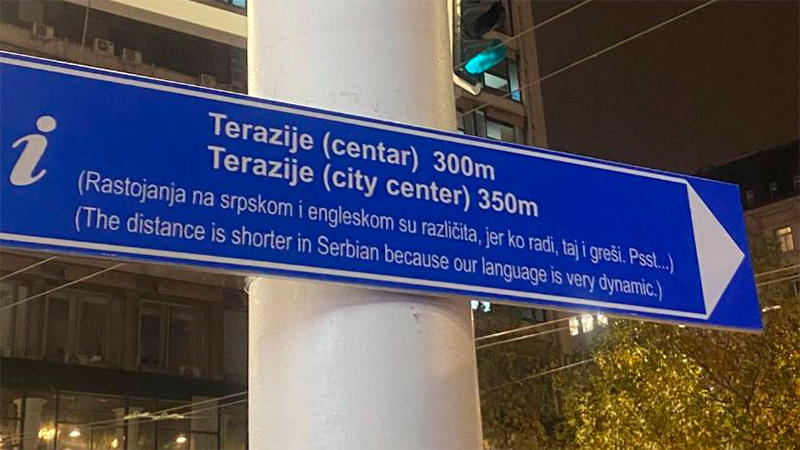 i
Terazije (centar) 300m
Terazije (city center) 350m
(Rastojanja na srpskom i engleskom su različita, jer ko radi, taj i greši. Psst...)
(The distance is shorter in Serbian because our language is very dynamic.)